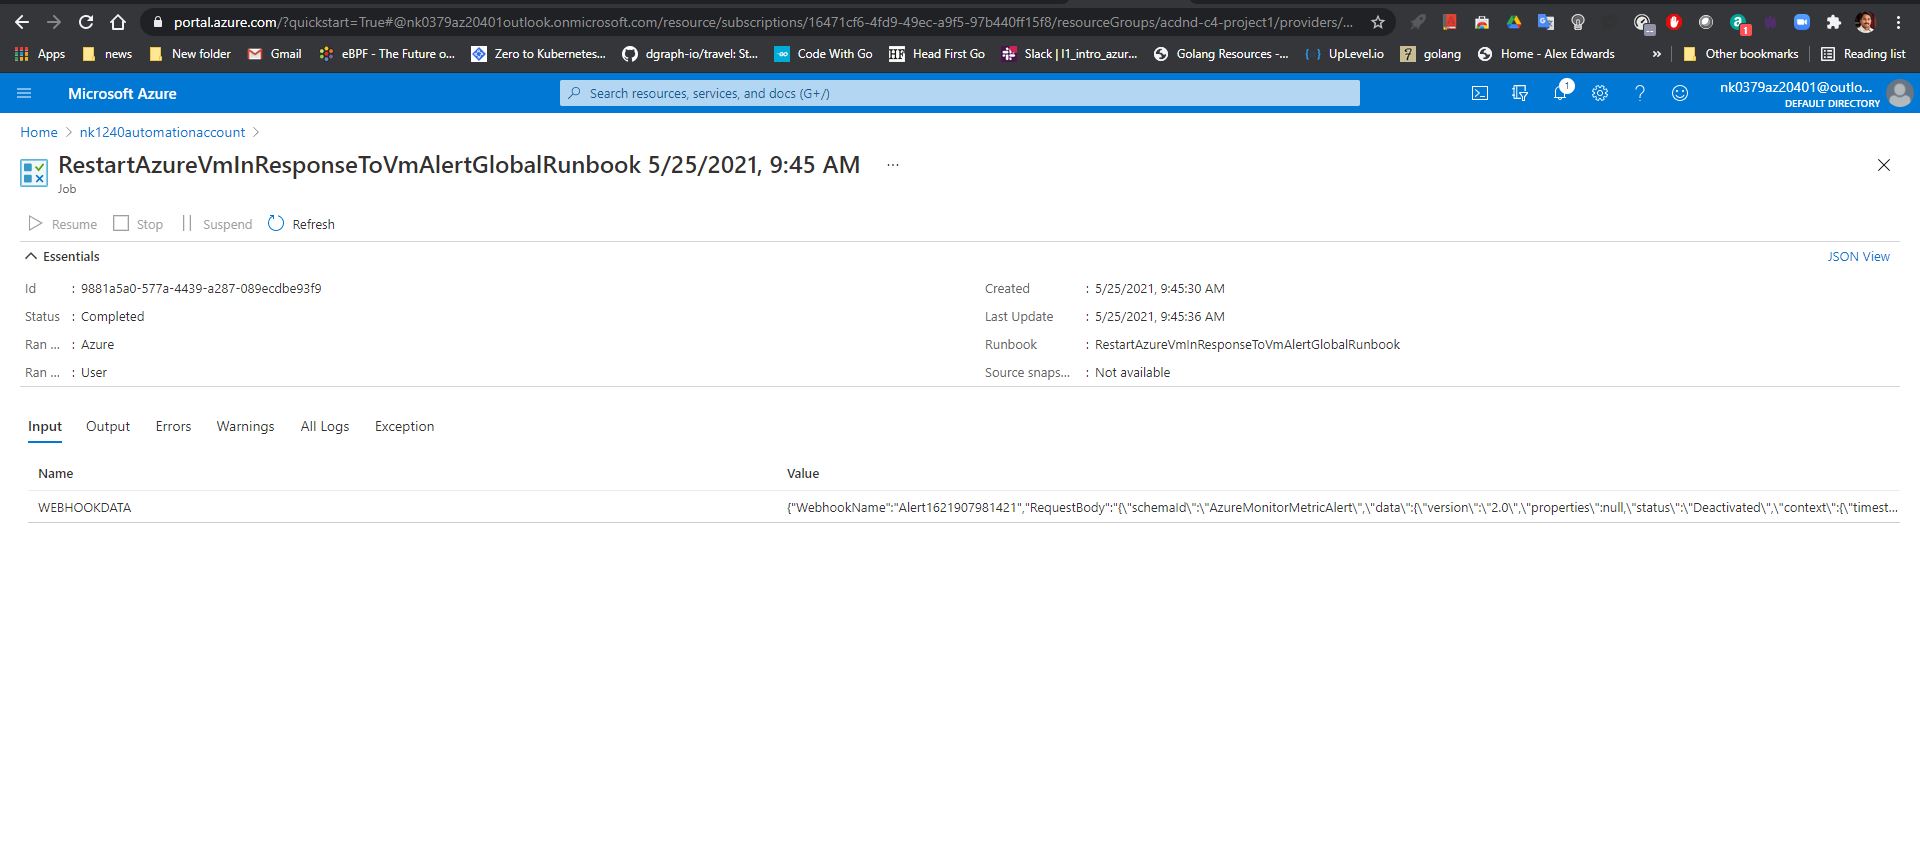 portal.azure.com/?quickstart=True#@nk0379az20401outlook.onmicrosoft.com/resource/subscriptions/16471cf6-4fd9-49ec-a9f5-97b440ff15f8/resourceGroups/acdnd-c4-project1/providers/...
Apps news New folder Gmail eBPF - The Future o... Zero to Kubernetes... dgraph-io/travel: St... Code With Go Head First Go Slack | l1_intro_azur... Golang Resources -... UpLevel.io golang Home - Alex Edwards » Other bookmarks Reading list
Microsoft Azure Search resources, services, and docs (G+/) 1 nk0379az20401@outlo...
DEFAULT DIRECTORY
Home > nk1240automationaccount >
RestartAzureVmInResponseToVmAlertGlobalRunbook 5/25/2021, 9:45 AM ...
Job
Resume Stop Suspend Refresh
Essentials JSON View
Id : 9881a5a0-577a-4439-a287-089ecdbe93f9 Created : 5/25/2021, 9:45:30 AM
Status : Completed Last Update : 5/25/2021, 9:45:36 AM
Ran ... : Azure Runbook : RestartAzureVmInResponseToVmAlertGlobalRunbook
Ran ... : User Source snaps... : Not available
Input Output Errors Warnings All Logs Exception
Name Value
WEBHOOKDATA {"WebhookName":"Alert1621907981421","RequestBody":"{\"schemaId\":\"AzureMonitorMetricAlert\",\"data\":{\"version\":\"2.0\",\"properties\":null,\"status\":\"Deactivated\",\"context\":{\"timest...